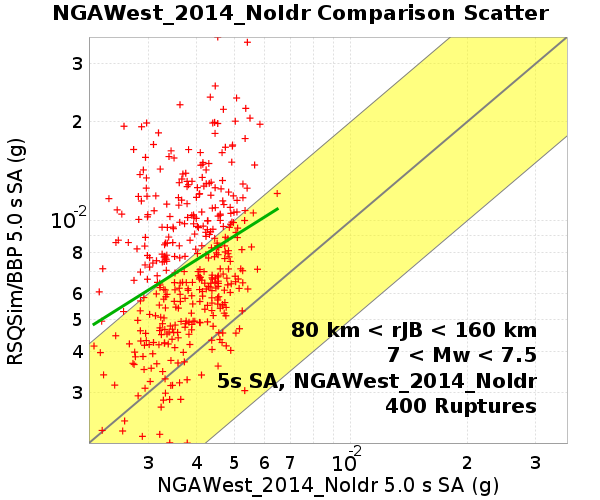 NGAWest_2014_NoIdr Comparison Scatter
RSQSim/BBP 5.0 s SA (g)
3
2
10-2
8
6
5
4
3
80 km < rJB < 160 km
7 < Mw < 7.5
5s SA, NGAWest_2014_NoIdr
400 Ruptures
3 4 5 6 7 10-2 2 3
NGAWest_2014_NoIdr 5.0 s SA (g)